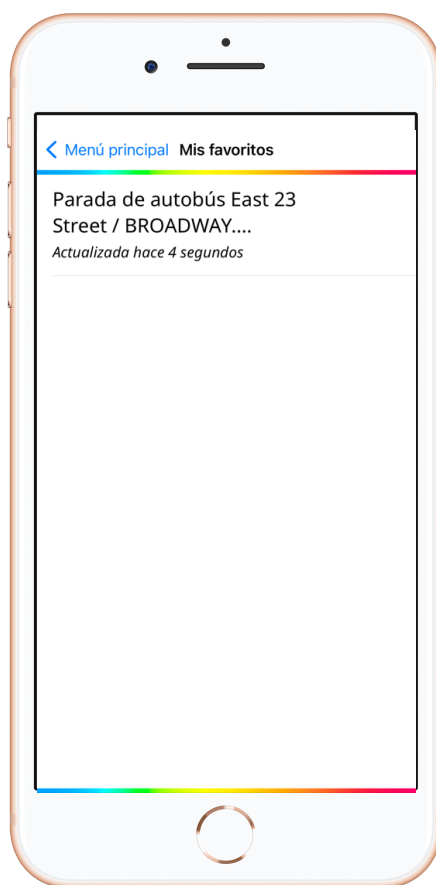 Menú principal Mis favoritos
Parada de autobús East 23
Street / BROADWAY....
Actualizada hace 4 segundos